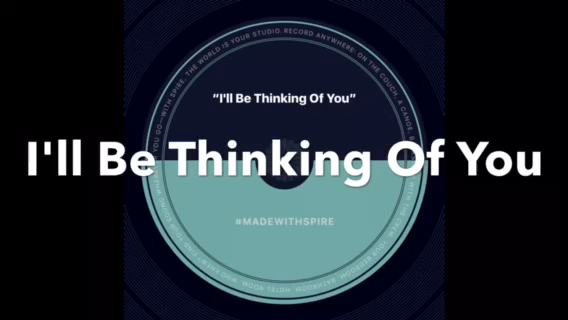 WITH SPIRE, THE WORLD IS YOUR STUDIO. RECORD ANYWHERE: ON THE COUCH, A CANOE,
“I'll Be Thinking Of You”
I'll Be Thinking Of You
#MADEWITHSPIRE